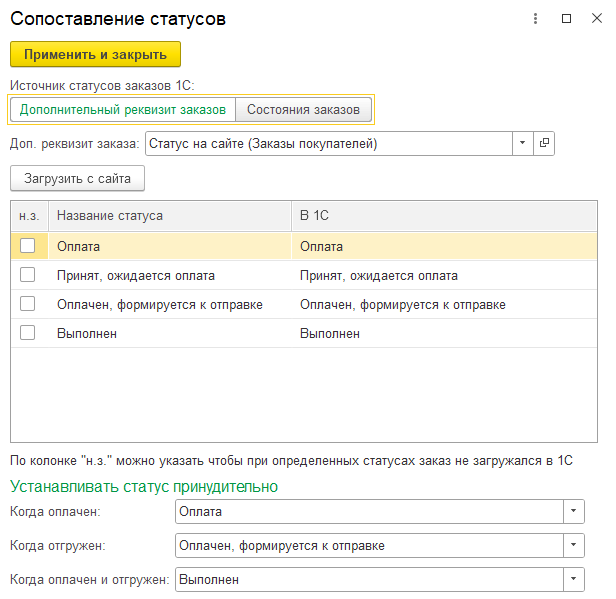 Сопоставление статусов
Применить и закрыть
Источник статусов заказов 1С:
Дополнительный реквизит заказов Состояния заказов
Доп. реквизит заказа: Статус на сайте (Заказы покупателей)
Загрузить с сайта
н.з. Название статуса В 1С
Оплата Оплата
Принят, ожидается оплата Принят, ожидается оплата
Оплачен, формируется к отправке Оплачен, формируется к отправке
Выполнен Выполнен
По колонке "н.з." можно указать чтобы при определенных статусах заказ не загружался в 1С
Устанавливать статус принудительно
Когда оплачен: Оплата
Когда отгружен: Оплачен, формируется к отправке
Когда оплачен и отгружен: Выполнен